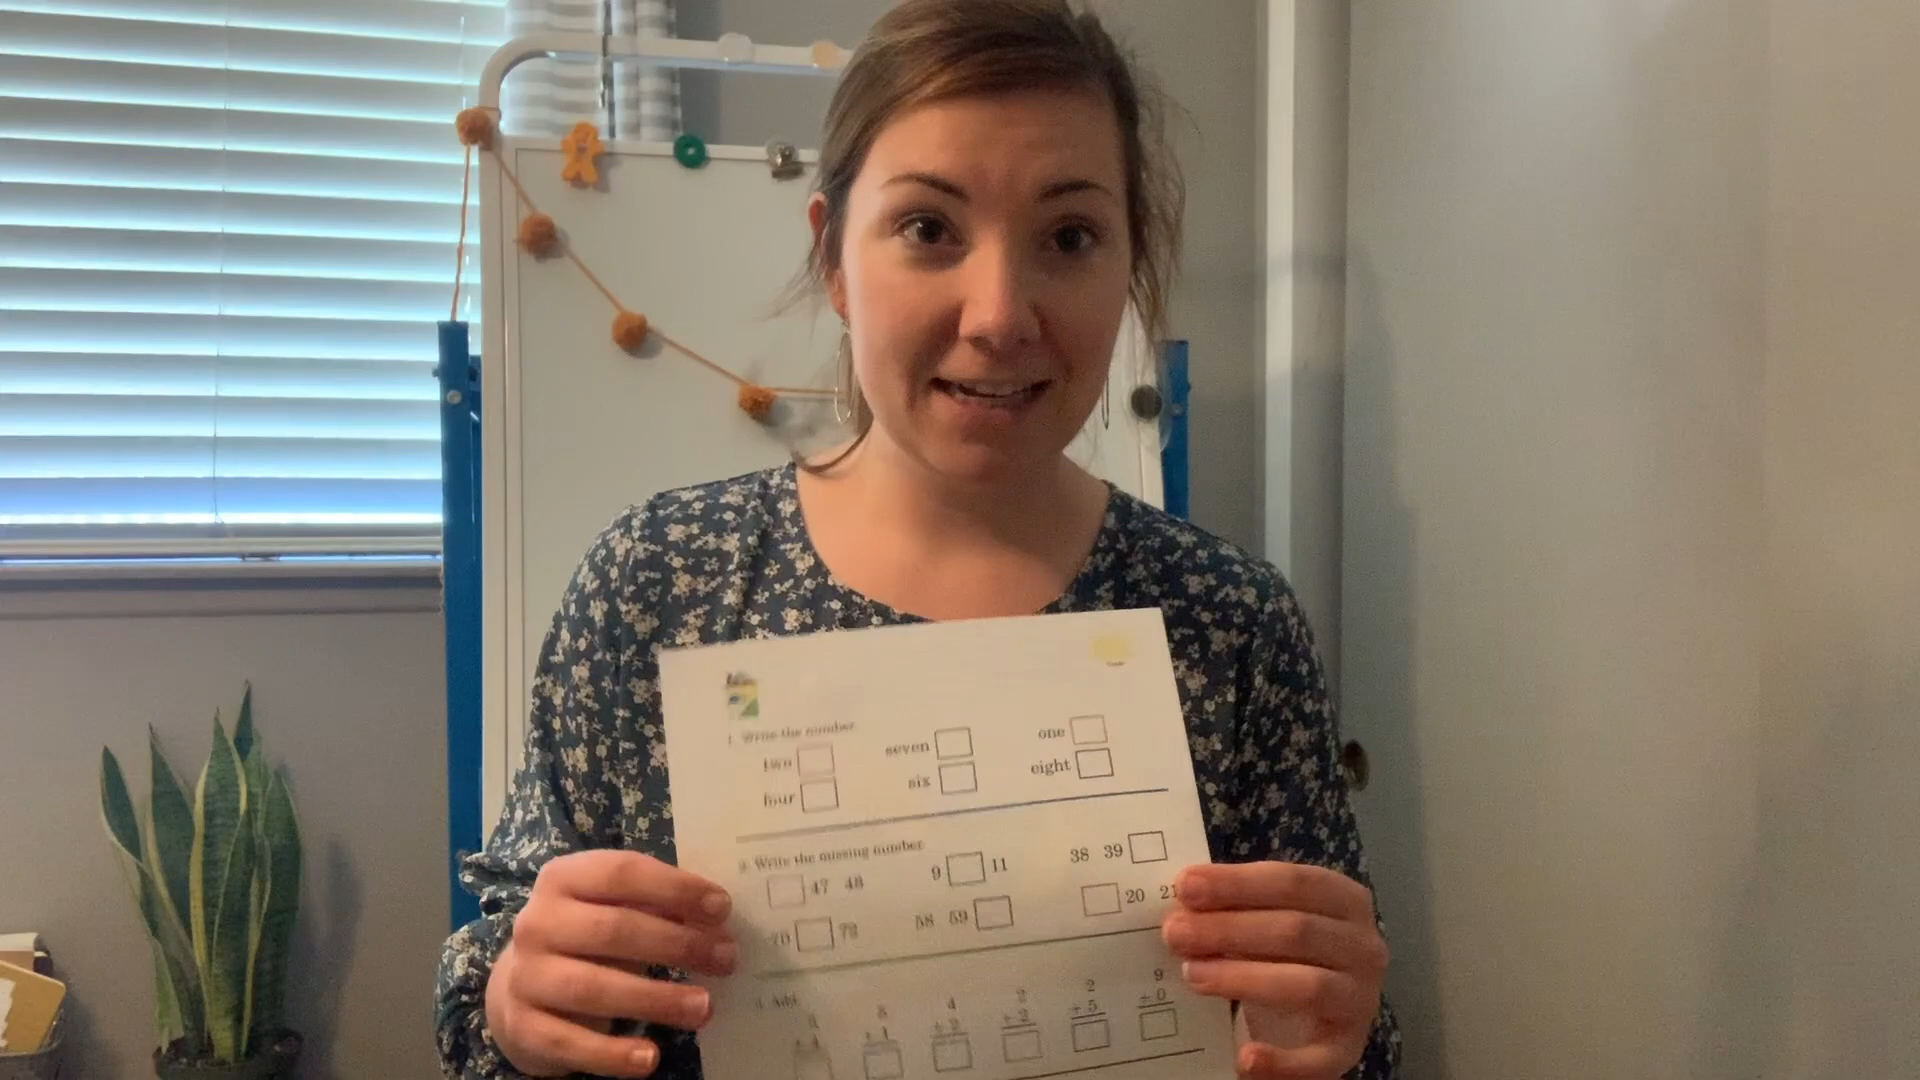 1. Write the number.
two seven one
four six eight
2. Write the missing number.
47 48 9 11 38 39
70 72 58 59 20 21
3. Add.
4 2 2 9
+ 1 + 2 + 2 + 5 + 0